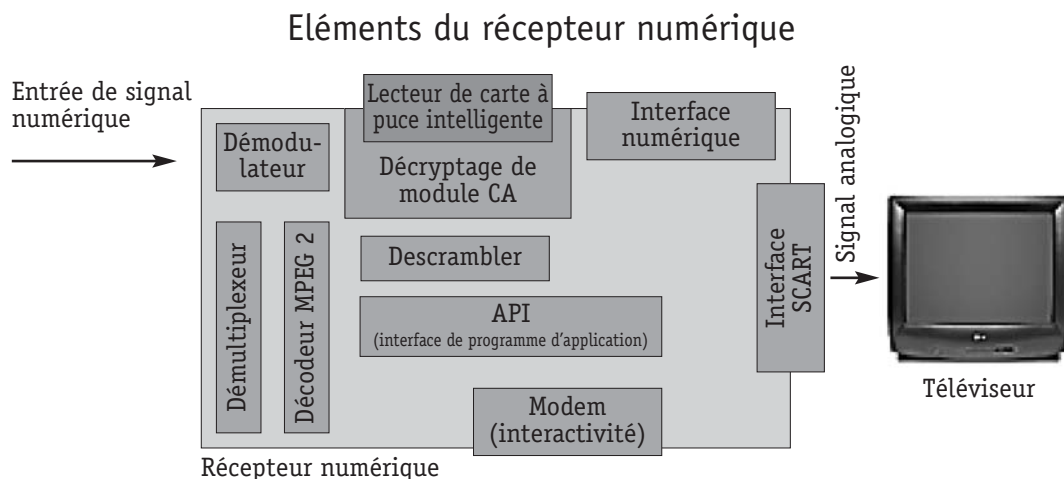 Eléments du récepteur numérique
Entrée de signal
numérique
Lecteur de carte à
puce intelligente
Interface
numérique
Démodu-
lateur
Décryptage de
module CA
Signal analogique
Démultiplexeur
Décodeur MPEG 2
Descrambler
API
(interface de programme d'application)
Interface
SCART
Modem
(interactivité)
Téléviseur
Récepteur numérique